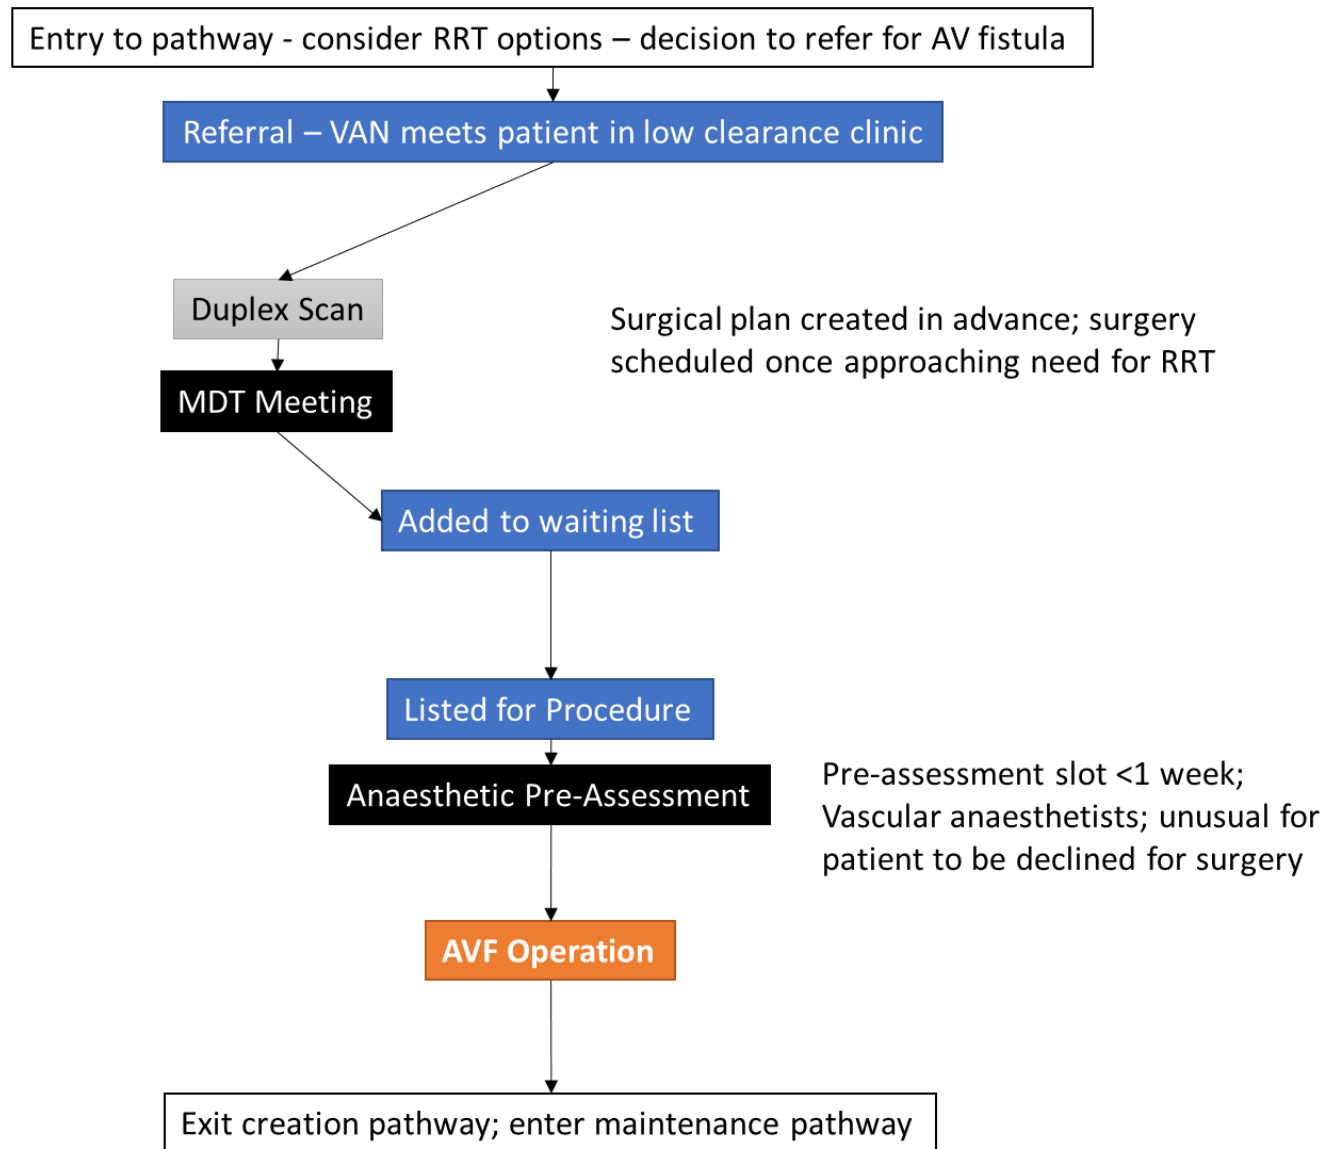 Entry to pathway - consider RRT options – decision to refer for AV fistula
Referral – VAN meets patient in low clearance clinic
Duplex Scan
Surgical plan created in advance; surgery
scheduled once approaching need for RRT
MDT Meeting
Added to waiting list
Listed for Procedure
Anaesthetic Pre-Assessment
Pre-assessment slot <1 week;
Vascular anaesthetists; unusual for
patient to be declined for surgery
AVF Operation
Exit creation pathway; enter maintenance pathway